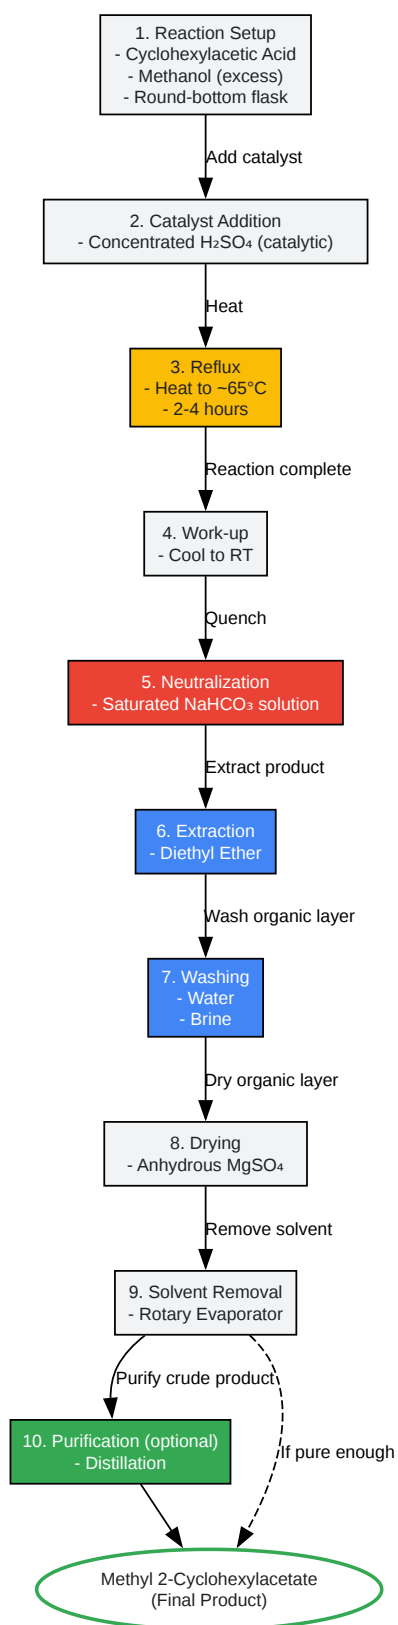 1. Reaction Setup
- Cyclohexylacetic Acid
- Methanol (excess)
- Round-bottom flask
Add catalyst
2. Catalyst Addition
- Concentrated H₂SO₄ (catalytic)
Heat
3. Reflux
- Heat to ~65°C
- 2-4 hours
Reaction complete
4. Work-up
- Cool to RT
Quench
5. Neutralization
- Saturated NaHCO₃ solution
Extract product
6. Extraction
- Diethyl Ether
Wash organic layer
7. Washing
- Water
- Brine
Dry organic layer
8. Drying
- Anhydrous MgSO₄
Remove solvent
9. Solvent Removal
- Rotary Evaporator
Purify crude product
10. Purification (optional)
- Distillation
If pure enough
Methyl 2-Cyclohexylacetate
(Final Product)